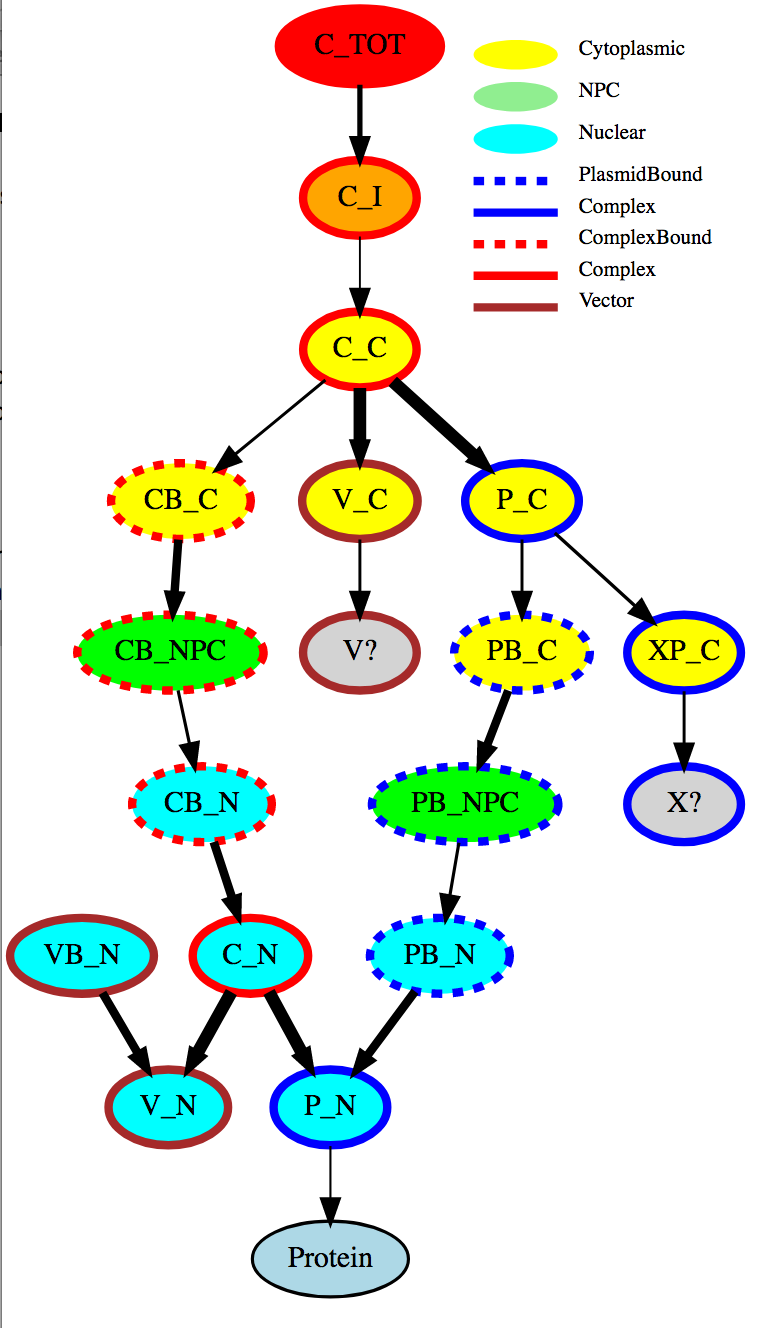 C_TOT
Cytoplasmic
NPC
Nuclear
PlasmidBound
Complex
ComplexBound
Complex
Vector
C_I
C_C
CB_C
V_C
P_C
CB_NPC
V?
PB_C
XP_C
CB_N
PB_NPC
X?
VB_N
C_N
PB_N
V_N
P_N
Protein